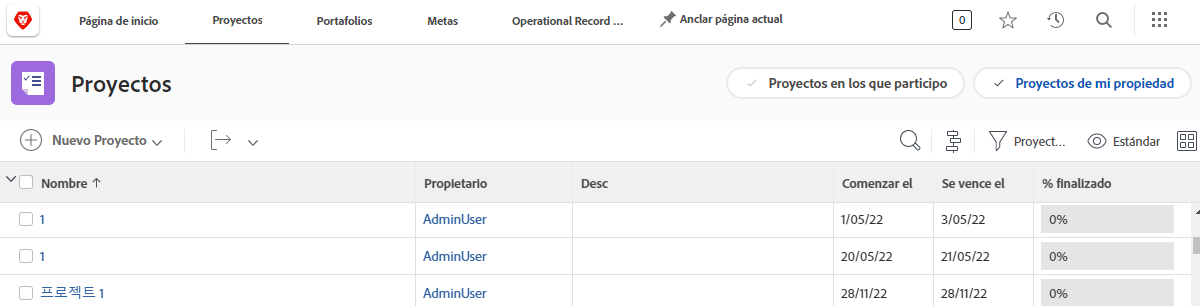 Página de inicio Proyectos Portafolios Metas Operational Record ... Anclar página actual 0
Proyectos Proyectos en los que participo Proyectos de mi propiedad
Nuevo Proyecto Proyect... Estándar
Nombre Propietario Desc Comenzar el Se vence el % finalizado
1 AdminUser 1/05/22 3/05/22 0%
1 AdminUser 20/05/22 21/05/22 0%
프로젝트 1 AdminUser 28/11/22 28/11/22 0%